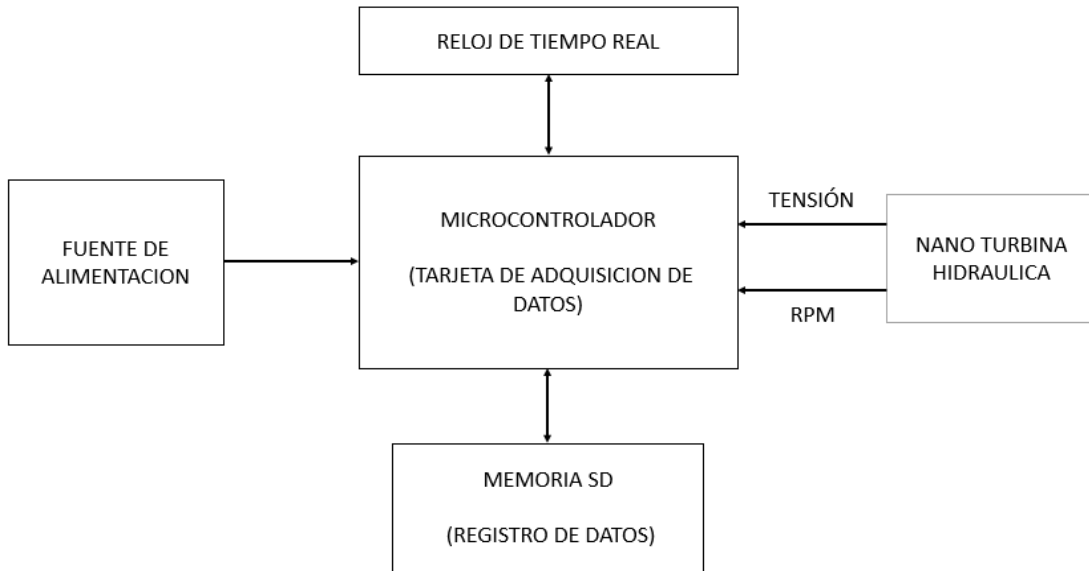 RELOJ DE TIEMPO REAL
FUENTE DE
ALIMENTACION
MICROCONTROLADOR
(TARJETA DE ADQUISICION DE
DATOS)
TENSIÓN
RPM
NANO TURBINA
HIDRAULICA
MEMORIA SD
(REGISTRO DE DATOS)